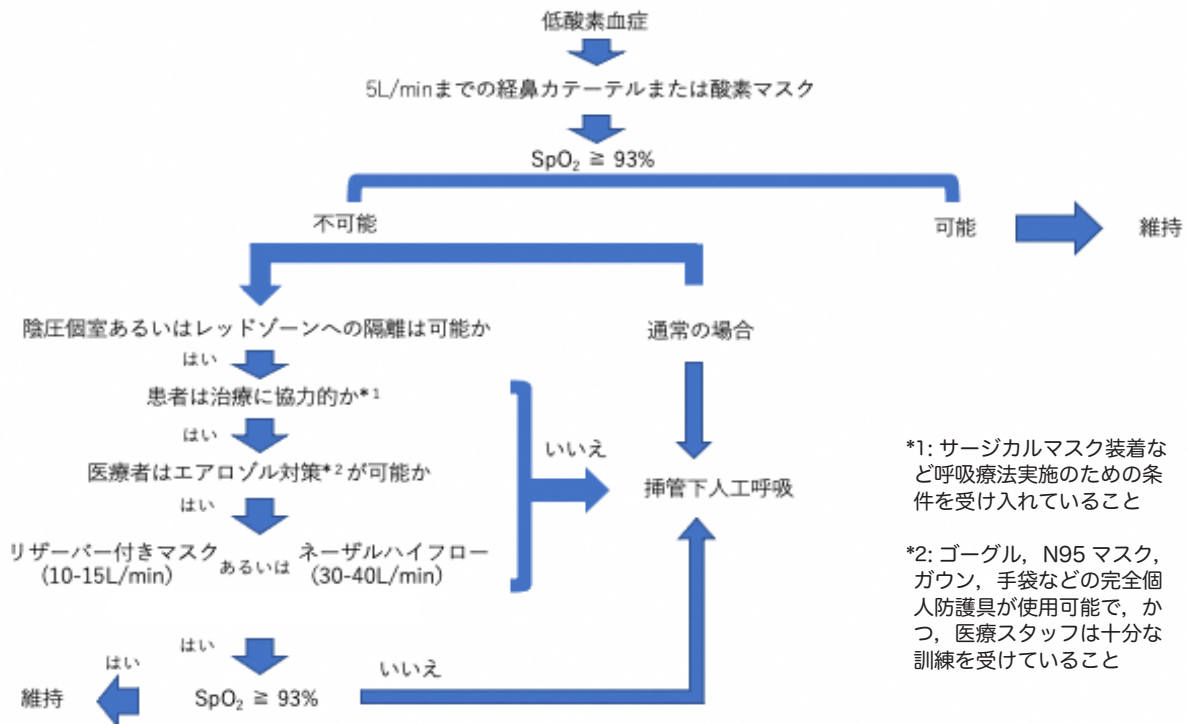 低酸素血症
5L/minまでの経鼻カテーテルまたは酸素マスク
SpO₂ ≧ 93%
不可能
可能
維持
陰圧個室あるいはレッドゾーンへの隔離は可能か
通常の場合
はい
患者は治療に協力的か*1
はい
いいえ
医療者はエアロゾル対策*2が可能か
挿管下人工呼吸
はい
リザーバー付きマスク
(10-15L/min)
あるいは
ネーザルハイフロー
(30-40L/min)
はい
はい
いいえ
維持
SpO₂ ≧ 93%
*1: サージカルマスク装着な
ど呼吸療法実施のための条
件を受け入れていること
*2: ゴーグル，N95 マスク，
ガウン，手袋などの完全個
人防護具が使用可能で，か
つ，医療スタッフは十分な
訓練を受けていること